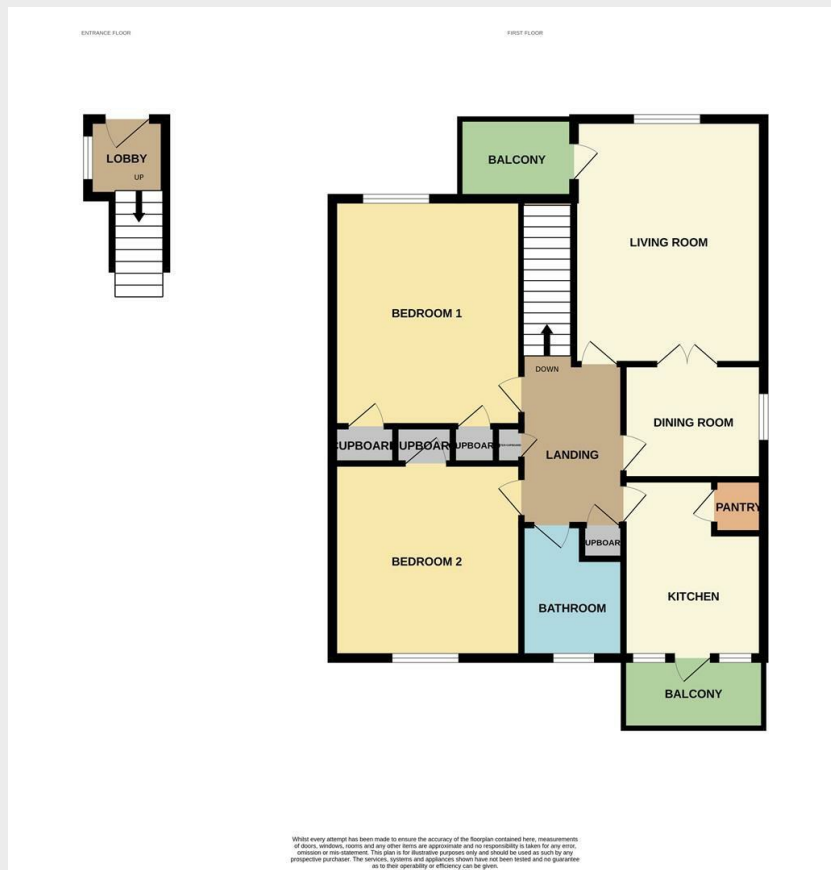 ENTRANCE FLOOR
FIRST FLOOR
LOBBY
UP
BALCONY
LIVING ROOM
BEDROOM 1
DOWN
DINING ROOM
CUPBOARD
UPBOAR
UPBOAR
LANDING
PANTRY
UPBOAR
BEDROOM 2
KITCHEN
BATHROOM
BALCONY
Whilst every attempt has been made to ensure the accuracy of the floorplan contained here, measurements
of doors, windows, rooms and any other items are approximate and no responsibility is taken for any error,
omission or mis-statement. This plan is for illustrative purposes only and should be used as such by any
prospective purchaser. The services, systems and appliances shown have not been tested and no guarantee
as to their operability or efficiency can be given.